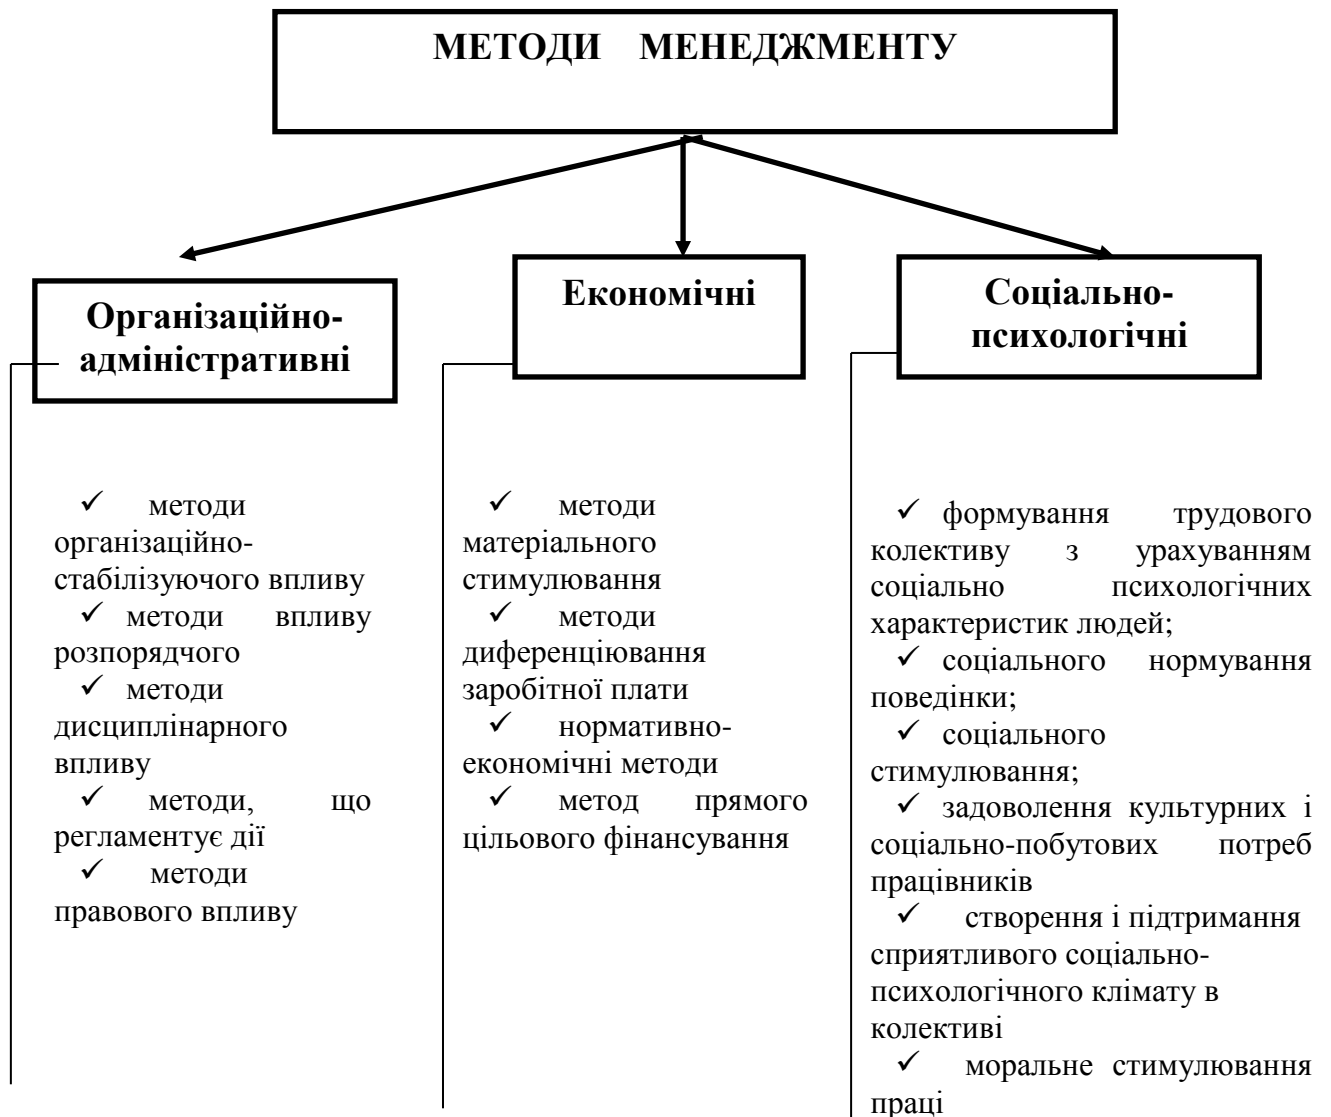 МЕТОДИ МЕНЕДЖМЕНТУ
Організаційно-
адміністративні
Економічні
Соціально-
психологічні
✓ методи
організаційно-
стабілізуючого впливу
✓ методи впливу
розпорядчого
✓ методи
дисциплінарного
впливу
✓ методи, що
регламентує дії
✓ методи
правового впливу
✓ методи
матеріального
стимулювання
✓ методи
диференціювання
заробітної плати
✓ нормативно-
економічні методи
✓ метод прямого
цільового фінансування
✓ формування трудового
колективу з урахуванням
соціально психологічних
характеристик людей;
✓ соціального нормування
поведінки;
✓ соціального
стимулювання;
✓ задоволення культурних і
соціально-побутових потреб
працівників
✓ створення і підтримання
сприятливого соціально-
психологічного клімату в
колективі
✓ моральне стимулювання
праці